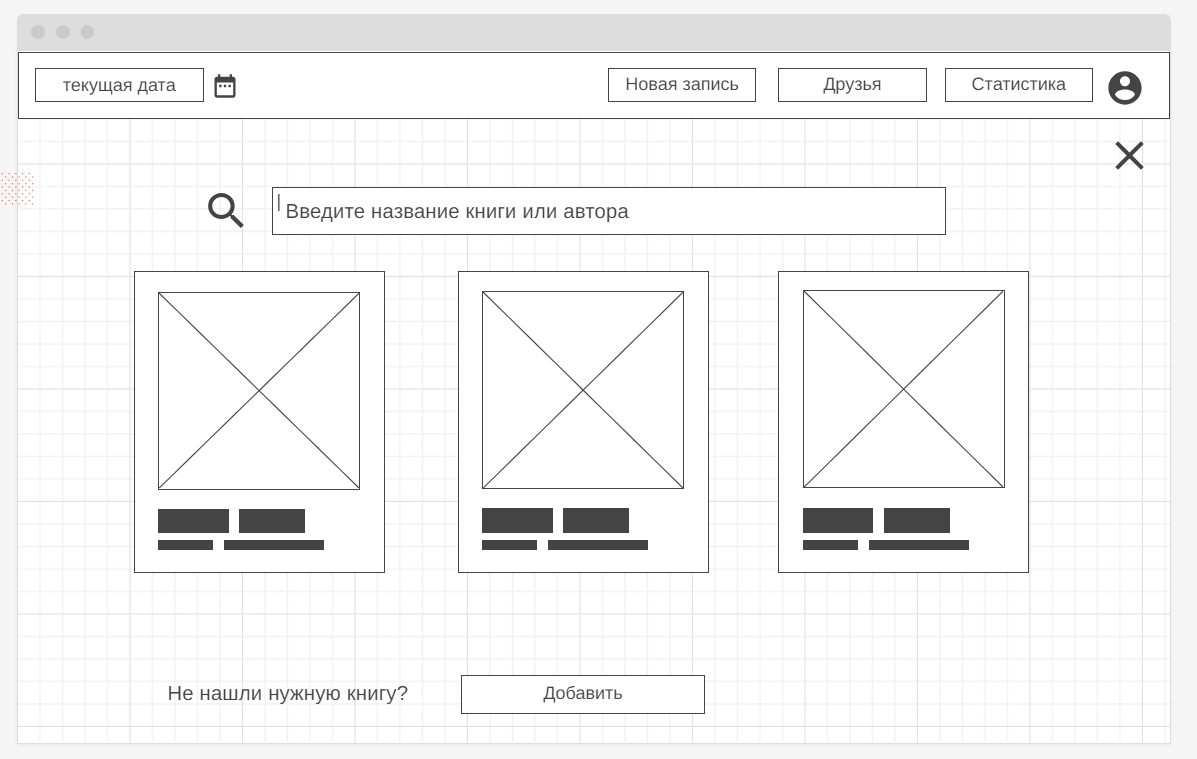 текущая дата
Новая запись
Друзья
Статистика
Введите название книги или автора
Не нашли нужную книгу?
Добавить